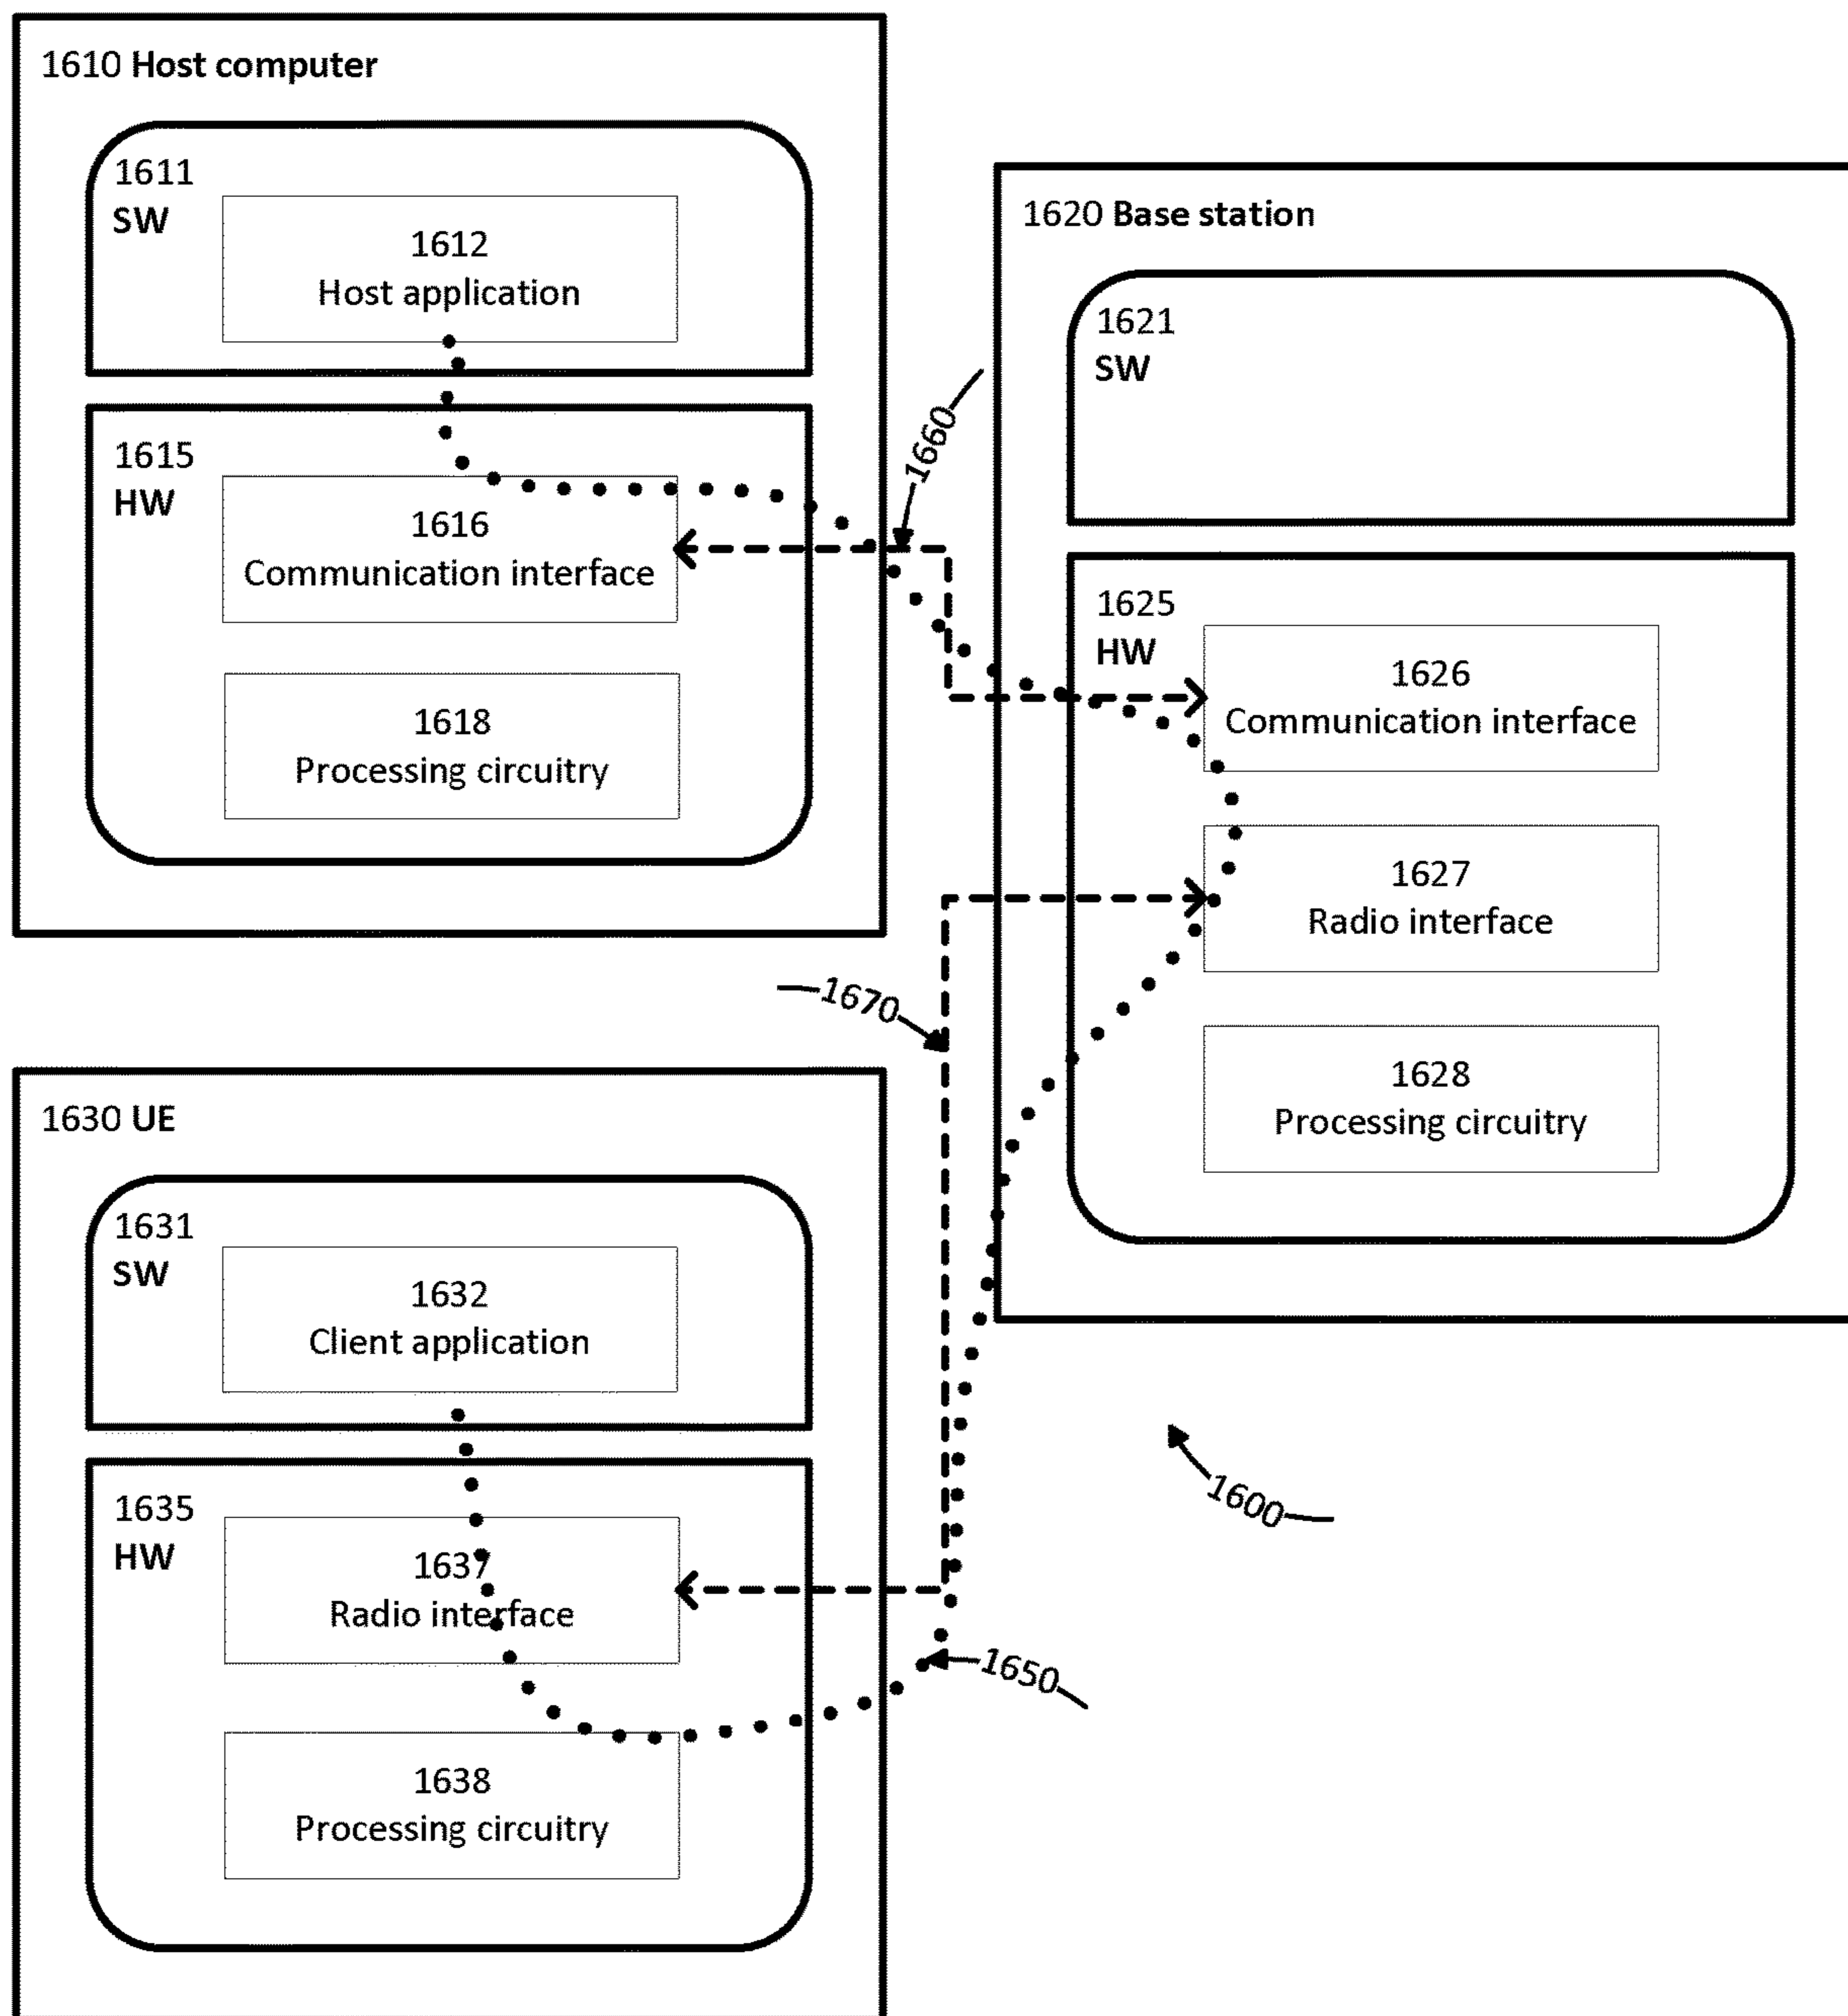 1610 Host computer
1611
SW
1612
Host application
1615
HW
1616
Communication interface
1618
Processing circuitry
1660
1620 Base station
1621
SW
1625
HW
1626
Communication interface
1627
Radio interface
1628
Processing circuitry
1670
1630 UE
1631
SW
1632
Client application
1635
HW
1637
Radio interface
1638
Processing circuitry
1600
1650